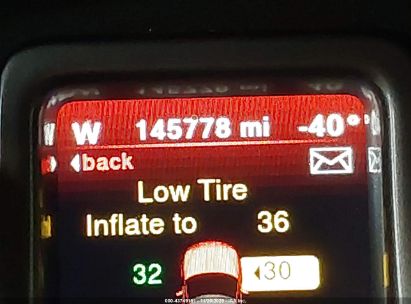 W 145778 mi -40°
back
Low Tire
Inflate to 36
32 30